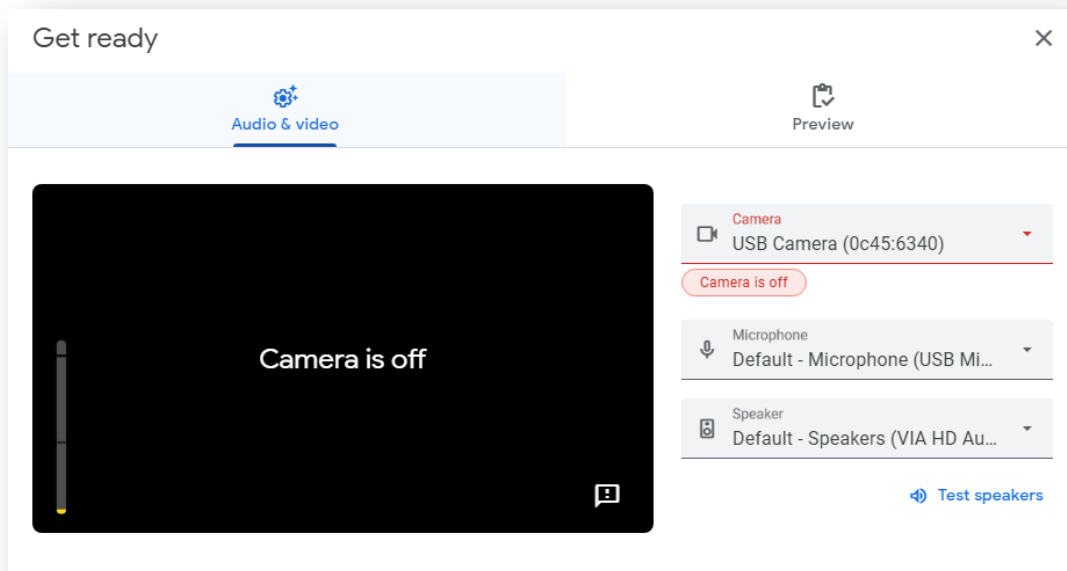 Get ready
Audio & video
Preview
Camera is off
Camera
USB Camera (0c45:6340)
Camera is off
Microphone
Default - Microphone (USB Mi...
Speaker
Default - Speakers (VIA HD Au...
Test speakers